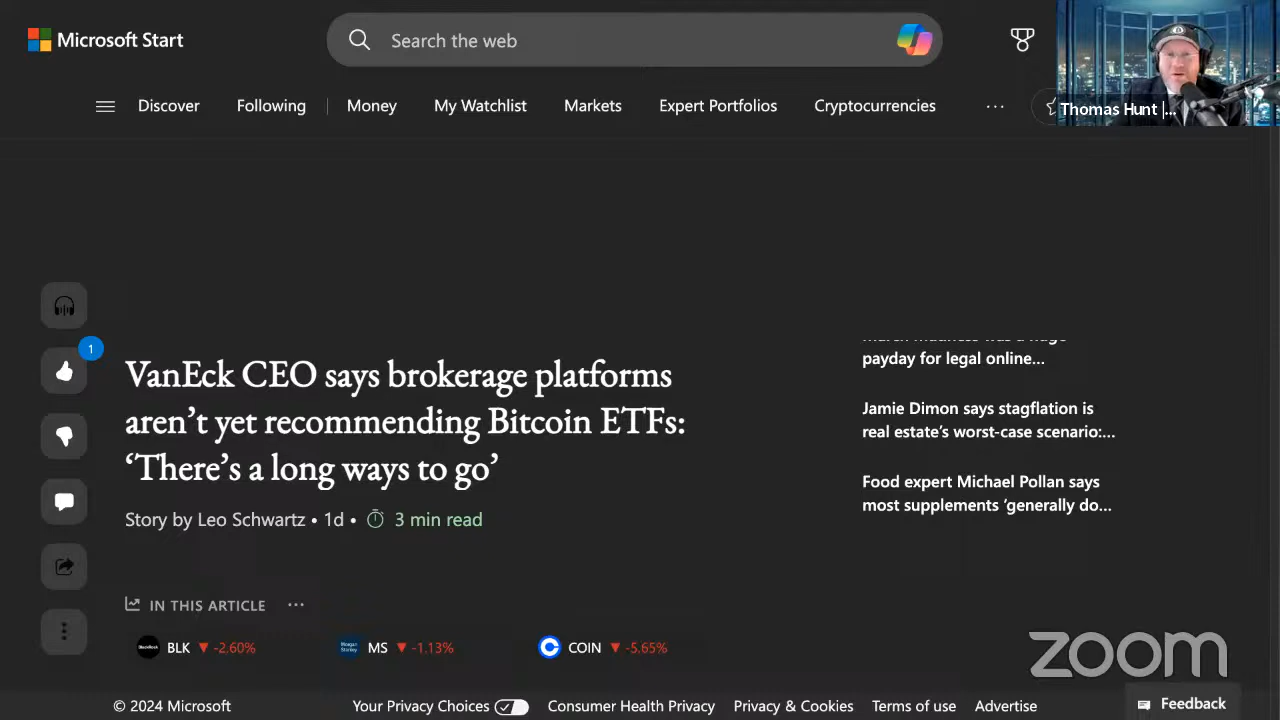 Microsoft Start
Search the web
Discover
Following
Money
My Watchlist
Markets
Expert Portfolios
Cryptocurrencies
Thomas Hunt |...
1
VanEck CEO says brokerage platforms
aren’t yet recommending Bitcoin ETFs:
‘There’s a long ways to go’
Story by Leo Schwartz • 1d • 3 min read
payday for legal online...
Jamie Dimon says stagflation is
real estate’s worst-case scenario:...
Food expert Michael Pollan says
most supplements ‘generally do...
IN THIS ARTICLE
BLK -2.60%
Morgan Stanley
MS -1.13%
COIN -5.65%
zoom
© 2024 Microsoft
Your Privacy Choices
Consumer Health Privacy
Privacy & Cookies
Terms of use
Advertise
Feedback